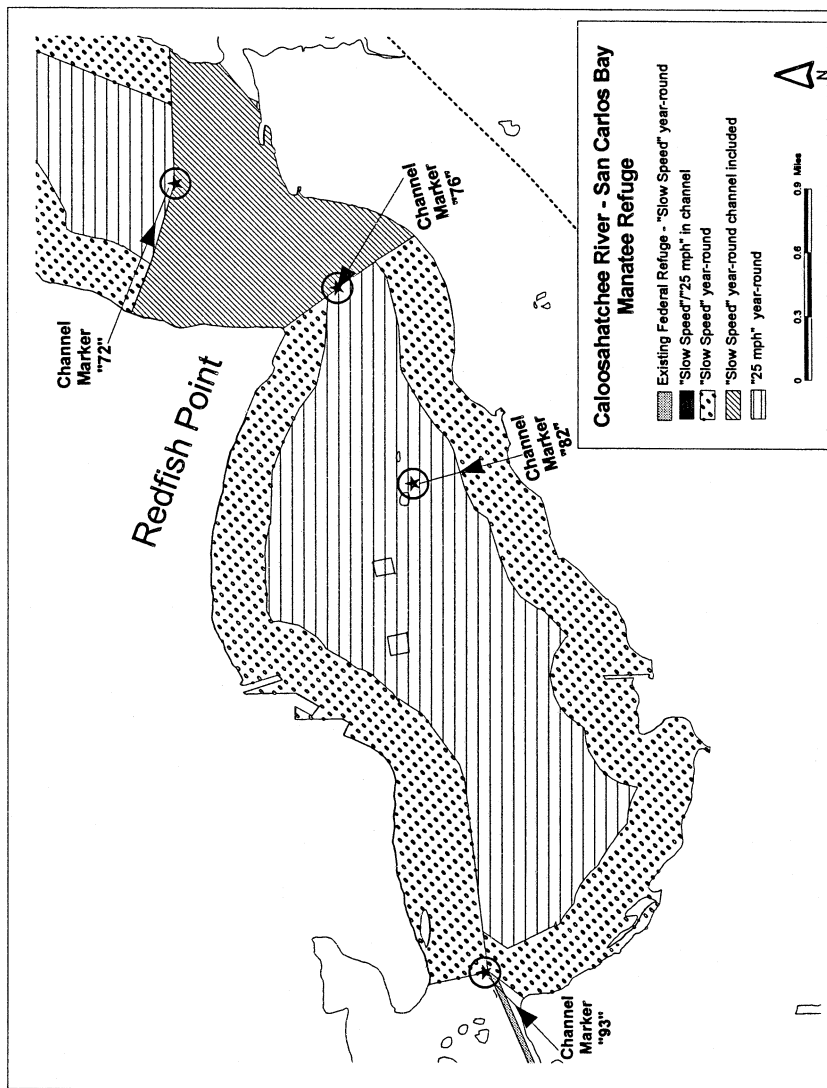 Channel
Marker
"72"
Redfish Point
Channel
Marker
"76"
Channel
Marker
"82"
Channel
Marker
"93"
Caloosahatchee River - San Carlos Bay
Manatee Refuge
Existing Federal Refuge - "Slow Speed" year-round
"Slow Speed"/"25 mph" in channel
"Slow Speed" year-round
"Slow Speed" year-round channel included
"25 mph" year-round
0 0.3 0.6 0.9 Miles
N